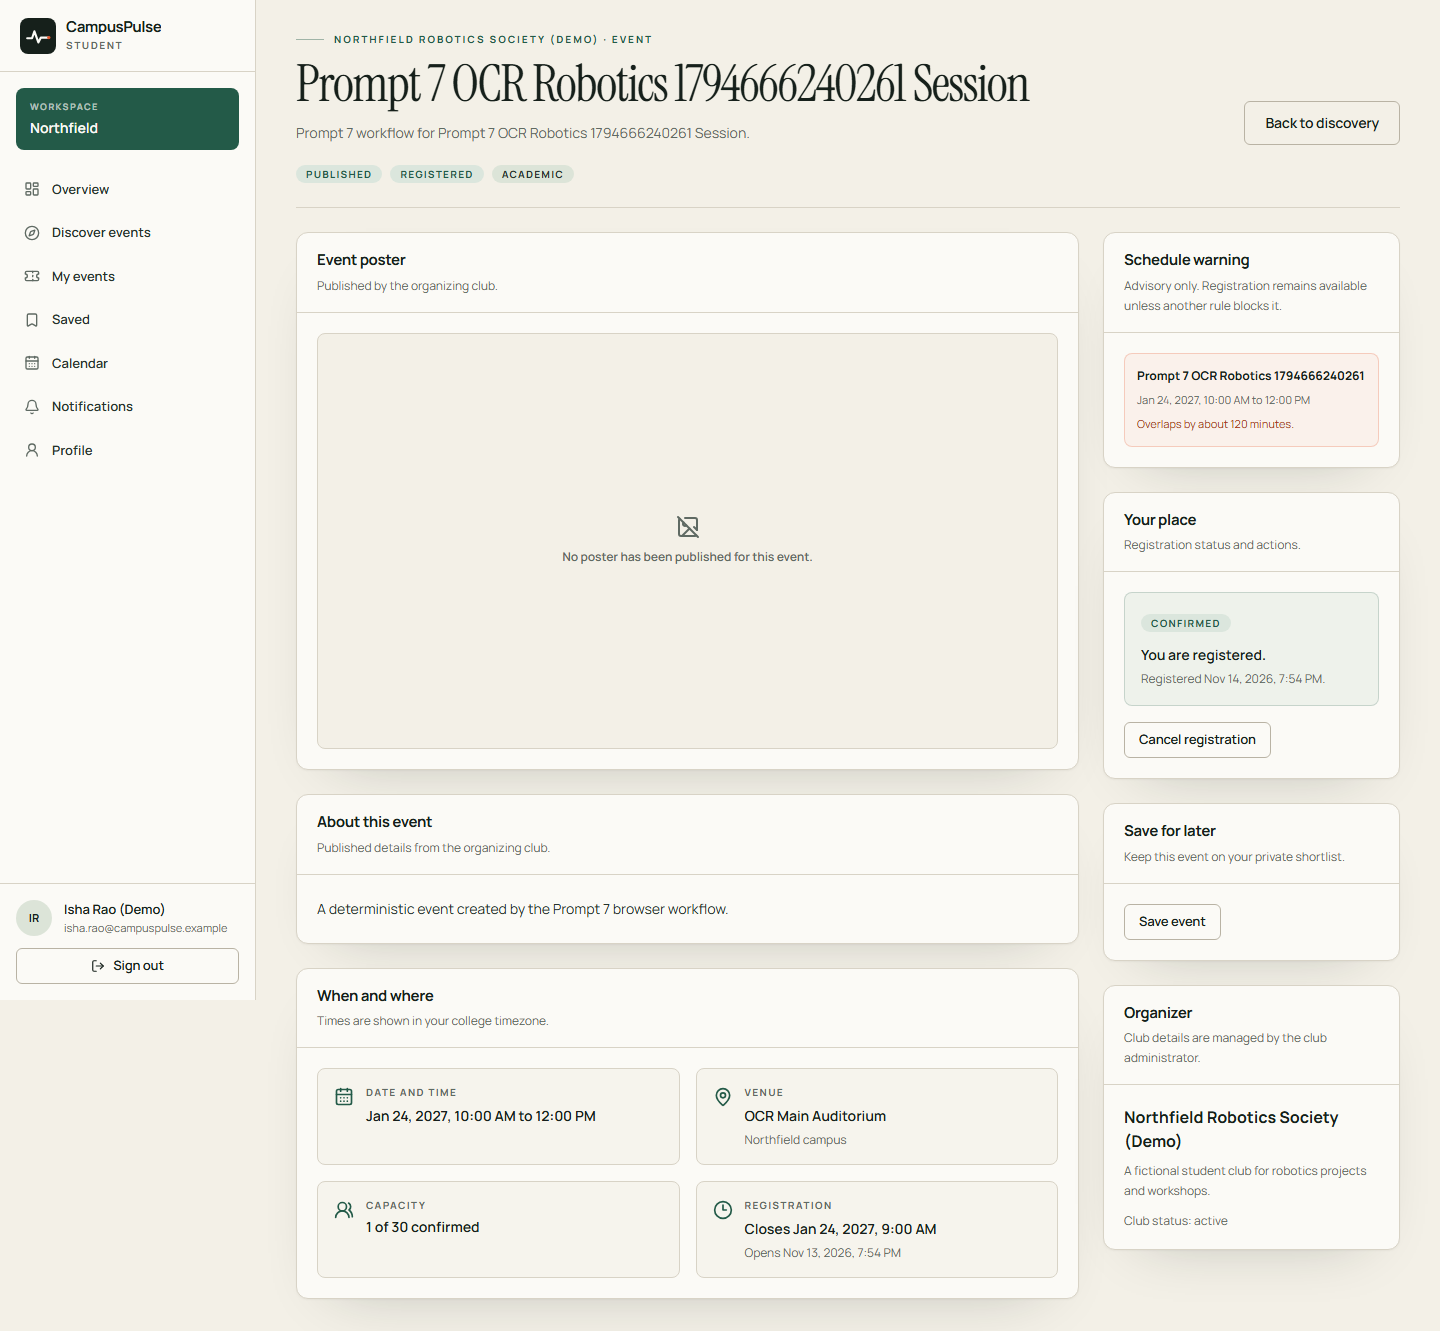 CampusPulse
STUDENT
WORKSPACE
Northfield
Overview
Discover events
My events
Saved
Calendar
Notifications
Profile
IR
Isha Rao (Demo)
isha.rao@campuspulse.example
Sign out
NORTHFIELD ROBOTICS SOCIETY (DEMO) · EVENT
Prompt 7 OCR Robotics 1794666240261 Session
Prompt 7 workflow for Prompt 7 OCR Robotics 1794666240261 Session.
PUBLISHED
REGISTERED
ACADEMIC
Back to discovery
Event poster
Published by the organizing club.
No poster has been published for this event.
About this event
Published details from the organizing club.
A deterministic event created by the Prompt 7 browser workflow.
When and where
Times are shown in your college timezone.
DATE AND TIME
Jan 24, 2027, 10:00 AM to 12:00 PM
VENUE
OCR Main Auditorium
Northfield campus
CAPACITY
1 of 30 confirmed
REGISTRATION
Closes Jan 24, 2027, 9:00 AM
Opens Nov 13, 2026, 7:54 PM
Schedule warning
Advisory only. Registration remains available
unless another rule blocks it.
Prompt 7 OCR Robotics 1794666240261
Jan 24, 2027, 10:00 AM to 12:00 PM
Overlaps by about 120 minutes.
Your place
Registration status and actions.
CONFIRMED
You are registered.
Registered Nov 14, 2026, 7:54 PM.
Cancel registration
Save for later
Keep this event on your private shortlist.
Save event
Organizer
Club details are managed by the club
administrator.
Northfield Robotics Society
(Demo)
A fictional student club for robotics projects
and workshops.
Club status: active